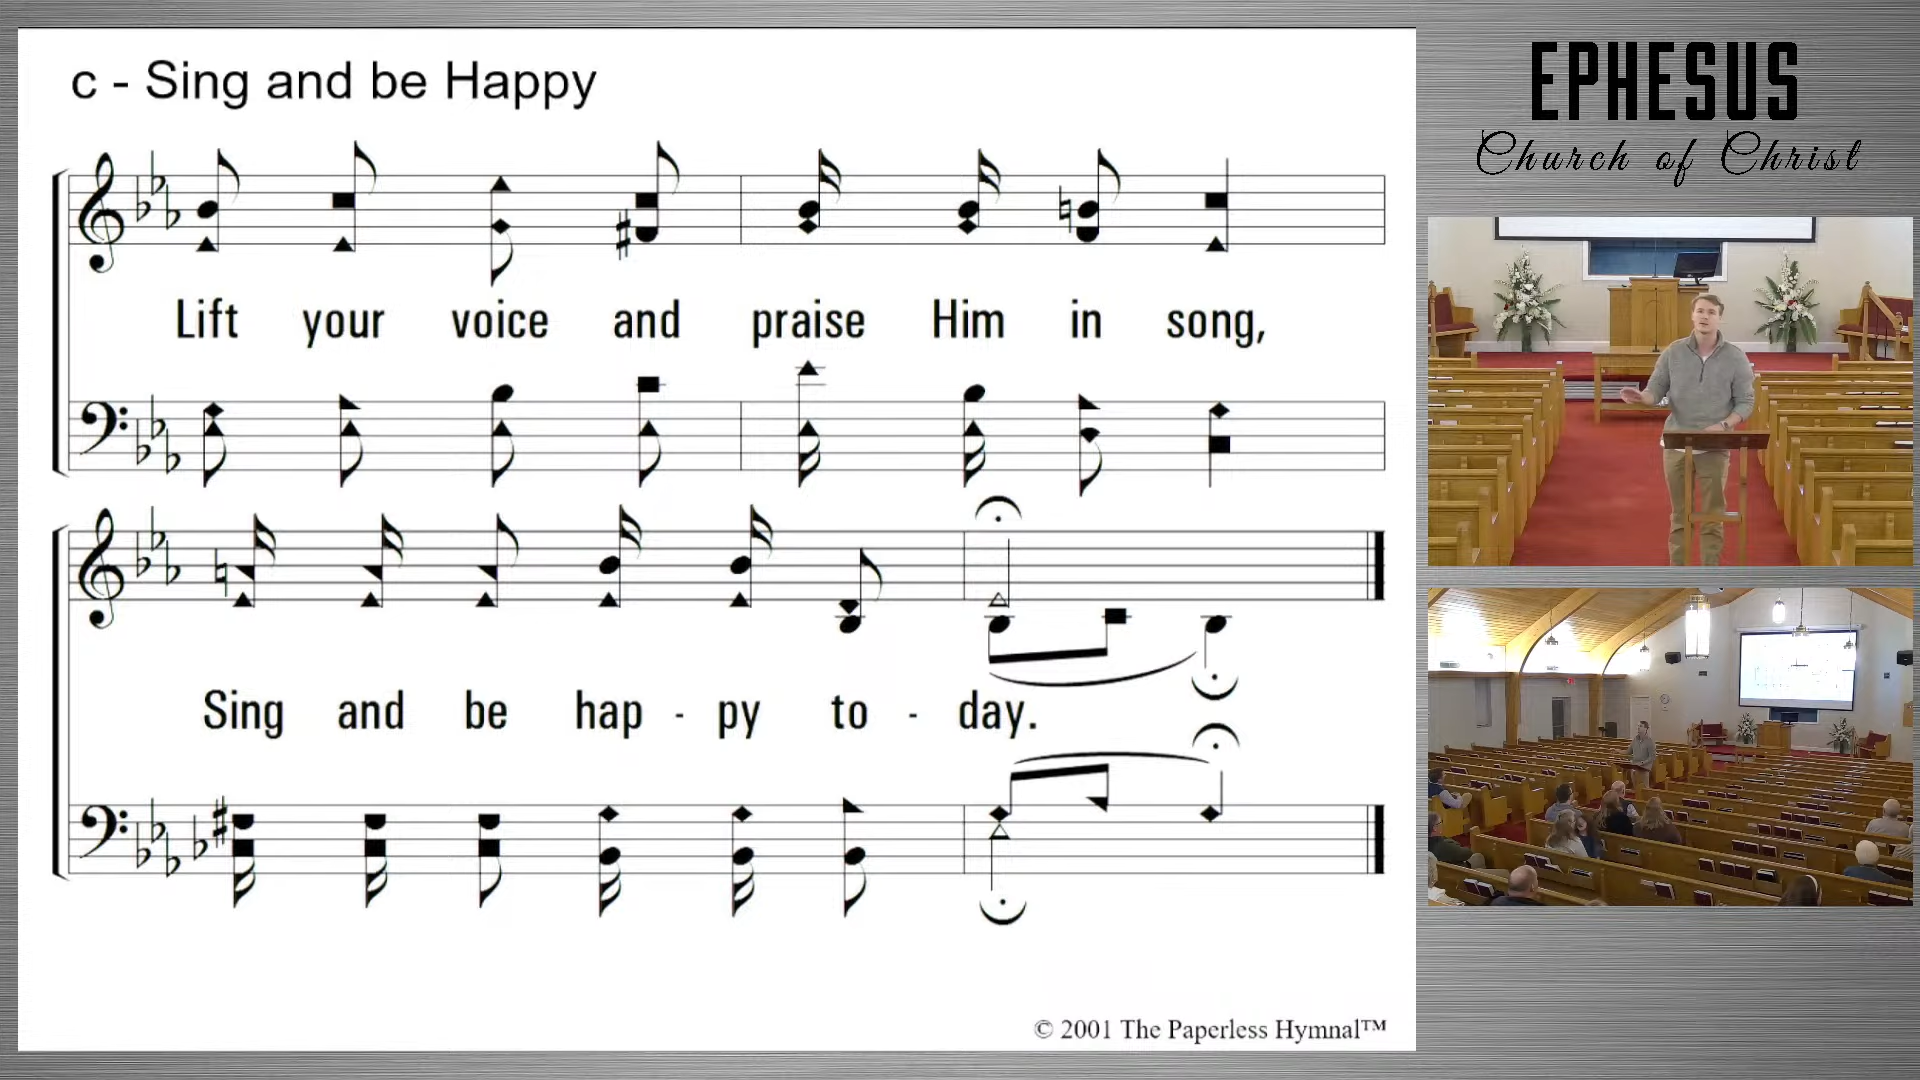 c - Sing and be Happy
Lift your voice and praise Him in song,
Sing and be hap - py to - day.
© 2001 The Paperless Hymnal™
EPHESUS
Church of Christ